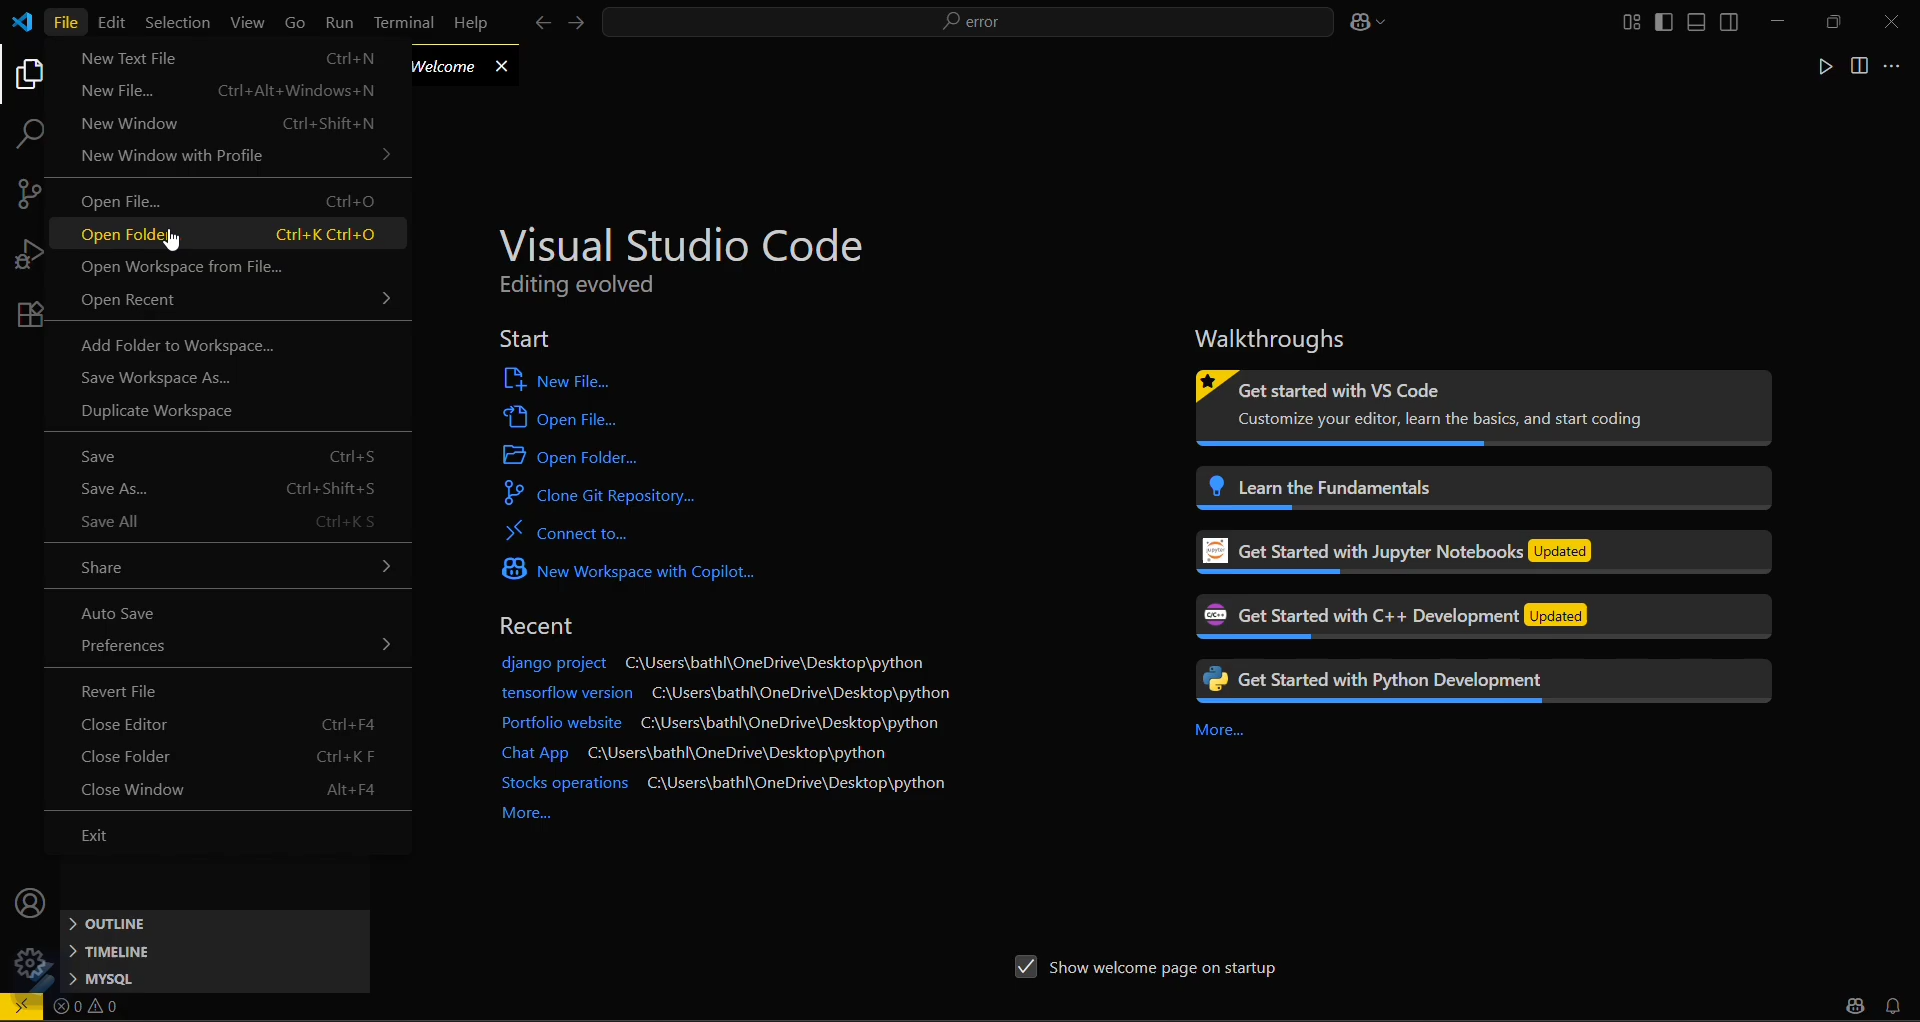 File Edit Selection View Go Run Terminal Help error
New Text File Ctrl+N
New File... Ctrl+Alt+Windows+N
New Window Ctrl+Shift+N
New Window with Profile
Open File... Ctrl+O
Open Folder Ctrl+K Ctrl+O
Open Workspace from File...
Open Recent
Add Folder to Workspace...
Save Workspace As...
Duplicate Workspace
Save Ctrl+S
Save As... Ctrl+Shift+S
Save All Ctrl+K S
Share
Auto Save
Preferences
Revert File
Close Editor Ctrl+F4
Close Folder Ctrl+K F
Close Window Alt+F4
Exit
OUTLINE
TIMELINE
MYSQL
0 0
Welcome
Visual Studio Code
Editing evolved
Start
New File...
Open File...
Open Folder...
Clone Git Repository...
Connect to...
New Workspace with Copilot...
Recent
django project C:\Users\bathl\OneDrive\Desktop\python
tensorflow version C:\Users\bathl\OneDrive\Desktop\python
Portfolio website C:\Users\bathl\OneDrive\Desktop\python
Chat App C:\Users\bathl\OneDrive\Desktop\python
Stocks operations C:\Users\bathl\OneDrive\Desktop\python
More...
Walkthroughs
Get started with VS Code
Customize your editor, learn the basics, and start coding
Learn the Fundamentals
Get Started with Jupyter Notebooks Updated
Get Started with C++ Development Updated
Get Started with Python Development
More...
Show welcome page on startup